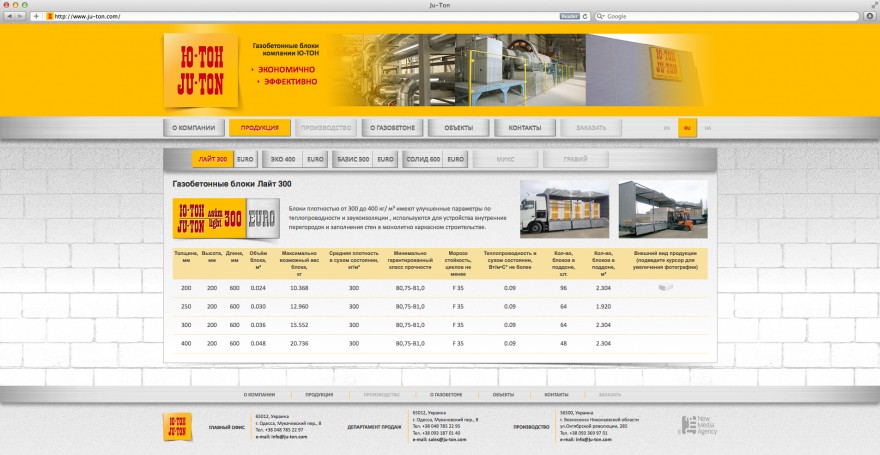 Ju-Ton
http://www.ju-ton.com/
Reader
Google
Ю-ТОН
JU-TON
Газобетонные блоки
компании Ю-ТОН
ЭКОНОМИЧНО
ЭФФЕКТИВНО
О КОМПАНИИ ПРОДУКЦИЯ ПРОИЗВОДСТВО О ГАЗОБЕТОНЕ ОБЪЕКТЫ КОНТАКТЫ ЗАКАЗАТЬ EN RU UA
ЛАЙТ 300 EURO ЭКО 400 EURO БАЗИС 500 EURO СОЛИД 600 EURO МИКС ГРАВИЙ
Газобетонные блоки Лайт 300
Ю-ТОН JU-TON лайт light 300 EURO
Блоки плотностью от 300 до 400 кг/ м³ имеют улучшенные параметры по
теплопроводности и звукоизоляции , используются для устройства внутренних
перегородок и заполнения стен в монолитно каркасном строительстве.
Толщина, мм Высота, мм Длина, мм Объём блока, м³ Максимально возможный вес блока, кг Средняя плотность в сухом состоянии, кг/м³ Минимально гарантированный класс прочности Морозо стойкость, циклов не менее Теплопроводность в сухом состоянии, Вт/м•С° не более Кол-во, блоков в поддоне, шт. Кол-во, блоков в поддоне, м³ Внешний вид продукции (подведите курсор для увеличения фотографии)
200 200 600 0.024 10.368 300 B0,75-B1,0 F 35 0.09 96 2.304
250 200 600 0.030 12.960 300 B0,75-B1,0 F 35 0.09 64 1.920
300 200 600 0.036 15.552 300 B0,75-B1,0 F 35 0.09 64 2.304
400 200 600 0.048 20.736 300 B0,75-B1,0 F 35 0.09 48 2.304
О КОМПАНИИ ПРОДУКЦИЯ ПРОИЗВОДСТВО О ГАЗОБЕТОНЕ ОБЪЕКТЫ КОНТАКТЫ ЗАКАЗАТЬ
Ю-ТОН
JU-TON
ГЛАВНЫЙ ОФИС
65012, Украина
г. Одесса, Мукачевский пер., 8
Тел. +38 048 785 22 97
e-mail: info@ju-ton.com
ДЕПАРТАМЕНТ ПРОДАЖ
65012, Украина
г. Одесса, Мукачевский пер., 8
Тел. +38 048 785 22 95
Тел. +38 093 187 01 40
e-mail: sales@ju-ton.com
ПРОИЗВОДСТВО
56500, Украина
г. Вознесенск Николаевской области
ул.Октябрской революции, 285
Тел. +38 093 369 97 01
e-mail: info@ju-ton.com
New
Media
Agency